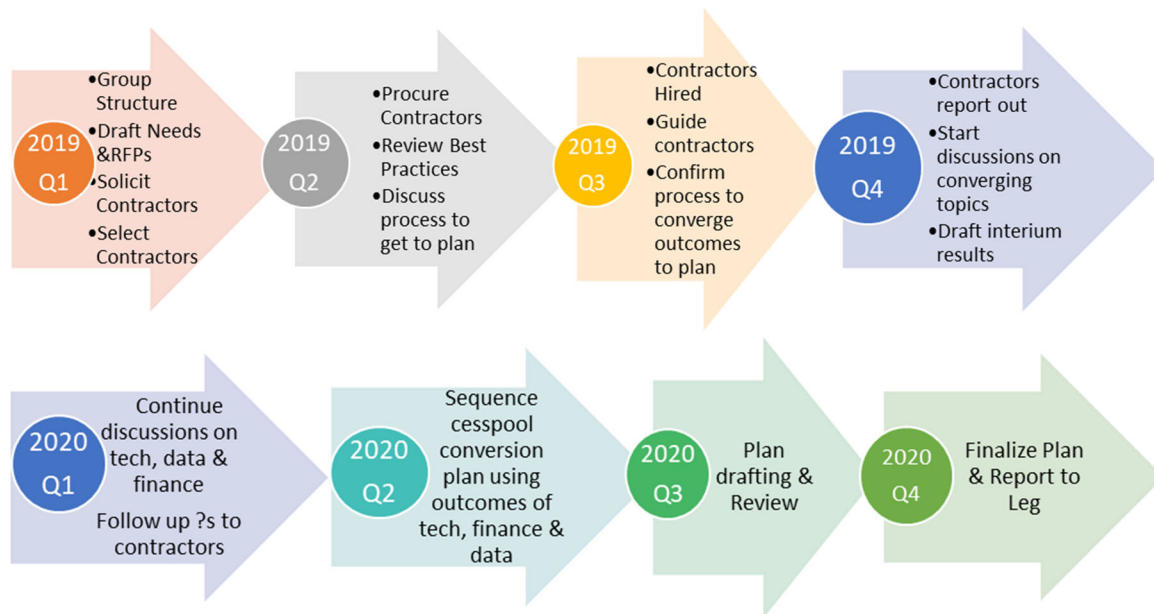 2019
Q1
•Group
Structure
•Draft Needs
&RFPs
•Solicit
Contractors
•Select
Contractors
2019
Q2
•Procure
Contractors
•Review Best
Practices
•Discuss
process to
get to plan
2019
Q3
•Contractors
Hired
•Guide
contractors
•Confirm
process to
converge
outcomes
to plan
2019
Q4
•Contractors
report out
•Start
discussions on
converging
topics
•Draft interium
results
2020
Q1
Continue
discussions on
tech, data &
finance
Follow up ?s to
contractors
2020
Q2
Sequence
cesspool
conversion
plan using
outcomes of
tech, finance &
data
2020
Q3
Plan
drafting &
Review
2020
Q4
Finalize Plan
& Report to
Leg